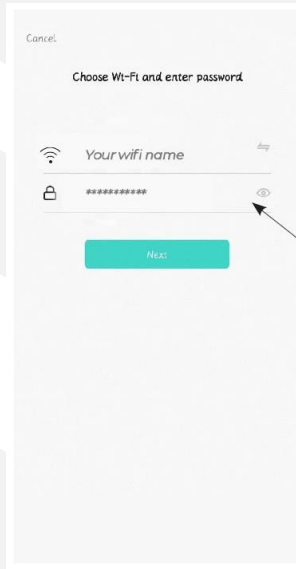 Cancel
Choose Wi-Fi and enter password
Your wifi name
***********
Next